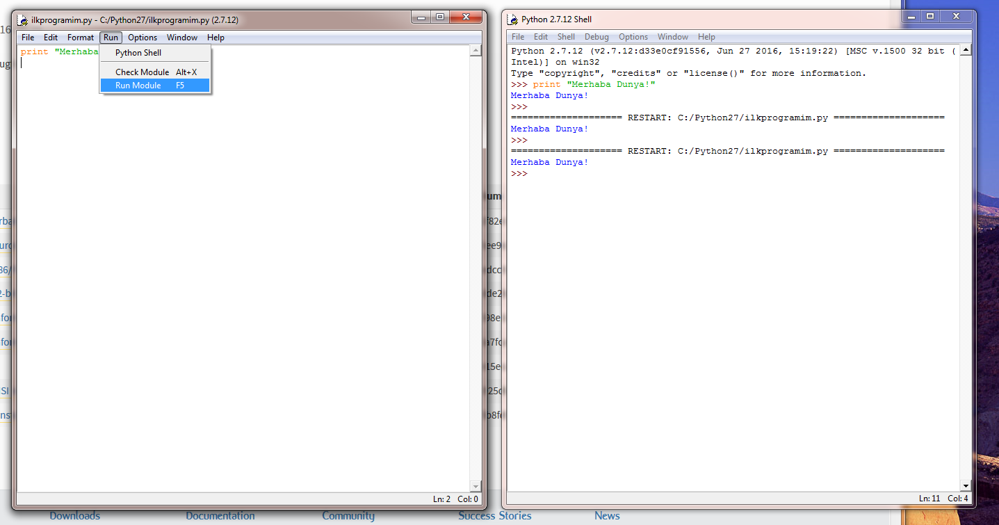 ilkprogramim.py - C:/Python27/ilkprogramim.py (2.7.12)
File Edit Format Run Options Window Help
print "Merhaba
Python Shell
Check Module Alt+X
Run Module F5
Ln: 2 Col: 0
Python 2.7.12 Shell
File Edit Shell Debug Options Window Help
Python 2.7.12 (v2.7.12:d33e0cf91556, Jun 27 2016, 15:19:22) [MSC v.1500 32 bit (
Intel)] on win32
Type "copyright", "credits" or "license()" for more information.
>>> print "Merhaba Dunya!"
Merhaba Dunya!
>>>
==================== RESTART: C:/Python27/ilkprogramim.py ====================
Merhaba Dunya!
>>>
==================== RESTART: C:/Python27/ilkprogramim.py ====================
Merhaba Dunya!
>>>
Ln: 11 Col: 4
Downloads Documentation Community Success Stories News